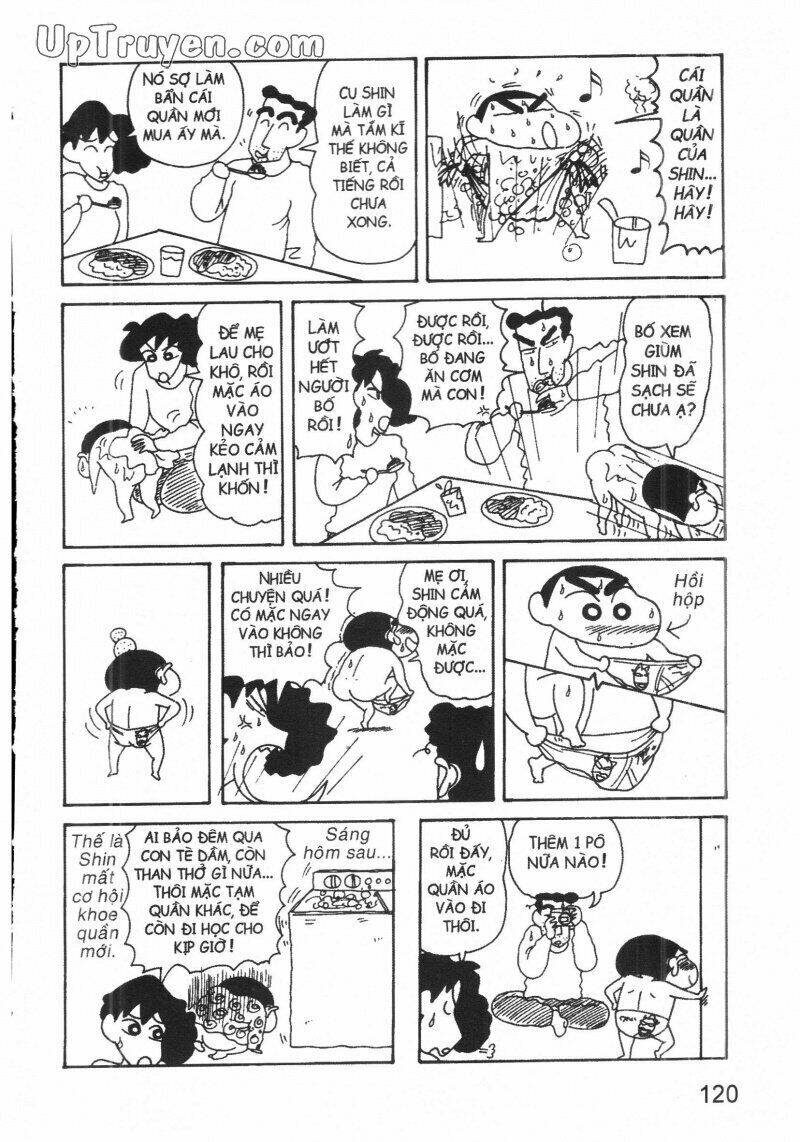 UpTruyen.com
NÓ SỢ LÀM
BẨN CÁI
QUẦN MỚI
MUA ẤY MÀ.
CU SHIN
LÀM GÌ
MÀ TẮM KĨ
THẾ KHÔNG
BIẾT, CẢ
TIẾNG RỒI
CHƯA
XONG.
CÁI
QUẦN
LÀ
QUẦN
CỦA
SHIN...
HÂY!
HÂY!
ĐỂ MẸ
LAU CHO
KHÔ, RỒI
MẶC ÁO
VÀO
NGAY
KẺO CẢM
LẠNH THÌ
KHỐN!
LÀM
ƯỚT
HẾT
NGƯỜI
BỐ
RỒI!
ĐƯỢC RỒI,
ĐƯỢC RỒI...
BỐ ĐANG
ĂN CƠM
MÀ CON!
BỐ XEM
GIÙM
SHIN ĐÃ
SẠCH SẼ
CHƯA Ạ?
NHIỀU
CHUYỆN QUÁ!
CÓ MẶC NGAY
VÀO KHÔNG
THÌ BẢO!
MẸ ƠI,
SHIN CẢM
ĐỘNG QUÁ,
KHÔNG
MẶC
ĐƯỢC...
Hồi
hộp
Thế là
Shin
mất
cơ hội
khoe
quần
mới.
AI BẢO ĐÊM QUA
CON TÈ DẦM, CÒN
THAN THỞ GÌ NỮA...
THÔI MẶC TẠM
QUẦN KHÁC, ĐỂ
CÒN ĐI HỌC CHO
KỊP GIỜ!
Sáng
hôm sau...
ĐỦ
RỒI ĐẤY,
MẶC
QUẦN ÁO
VÀO ĐI
THÔI.
THÊM 1 PÔ
NỮA NÀO!
120